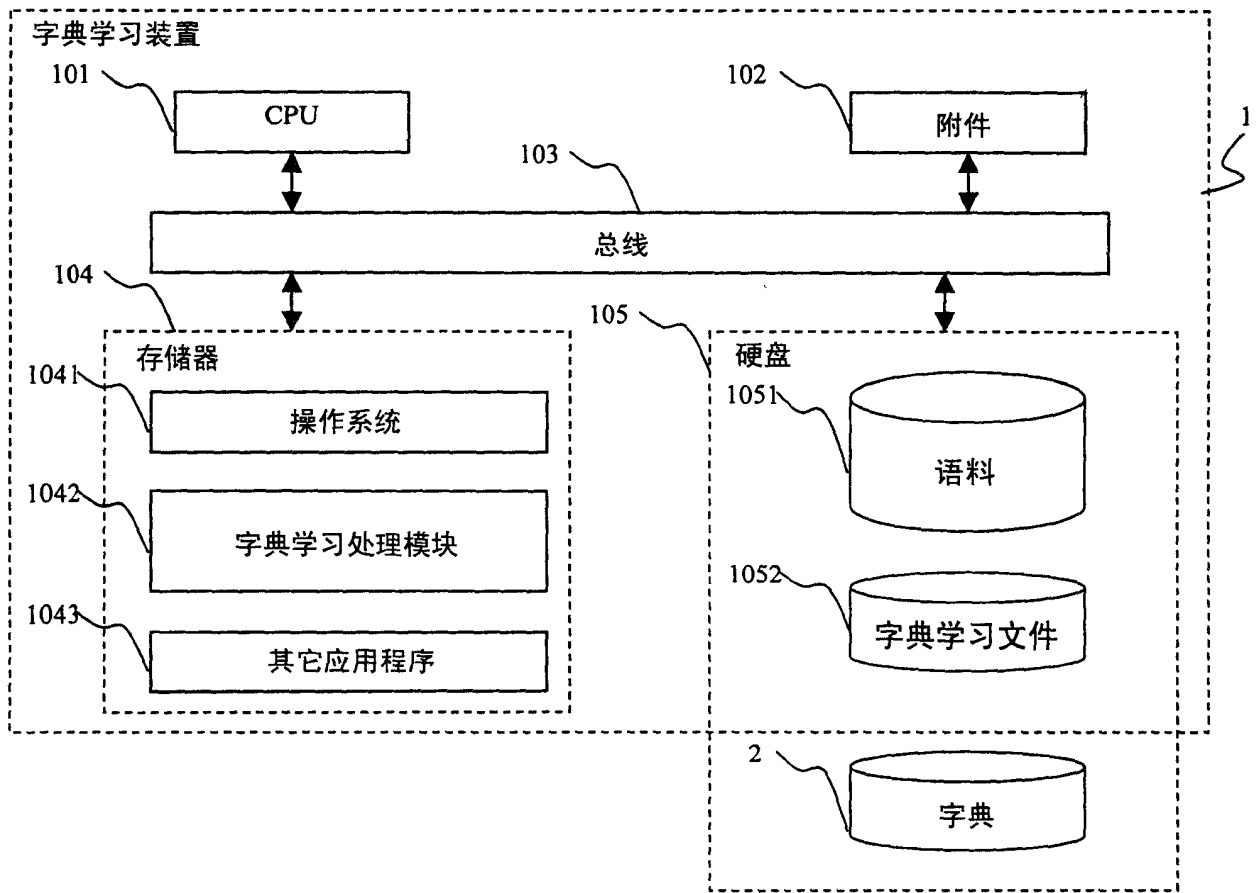 字典学习装置
101
102
CPU
附件
1
103
总线
104
105
存储器
硬盘
1041
1051
操作系统
语料
1042
字典学习处理模块
1052
字典学习文件
1043
其它应用程序
2
字典